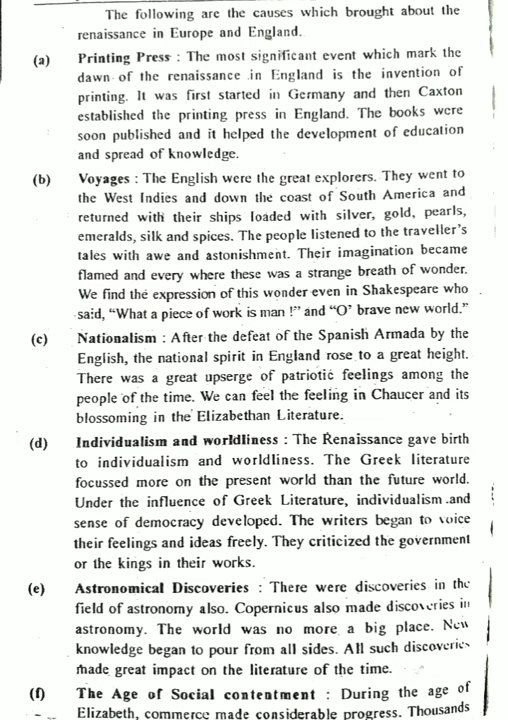 The following are the causes which brought about the
renaissance in Europe and England.
(a) Printing Press : The most significant event which mark the
dawn of the renaissance in England is the invention of
printing. It was first started in Germany and then Caxton
established the printing press in England. The books were
soon published and it helped the development of education
and spread of knowledge.
(b) Voyages : The English were the great explorers. They went to
the West Indies and down the coast of South America and
returned with their ships loaded with silver, gold, pearls,
emeralds, silk and spices. The people listened to the traveller's
tales with awe and astonishment. Their imagination became
flamed and every where these was a strange breath of wonder.
We find the expression of this wonder even in Shakespeare who
said, "What a piece of work is man !" and "O' brave new world."
(c) Nationalism : After the defeat of the Spanish Armada by the
English, the national spirit in England rose to a great height.
There was a great upserge of patriotic feelings among the
people of the time. We can feel the feeling in Chaucer and its
blossoming in the Elizabethan Literature.
(d) Individualism and worldliness : The Renaissance gave birth
to individualism and worldliness. The Greek literature
focussed more on the present world than the future world.
Under the influence of Greek Literature, individualism and
sense of democracy developed. The writers began to voice
their feelings and ideas freely. They criticized the government
or the kings in their works.
(e) Astronomical Discoveries : There were discoveries in the
field of astronomy also. Copernicus also made discoveries in
astronomy. The world was no more a big place. New
knowledge began to pour from all sides. All such discoveries
made great impact on the literature of the time.
(f) The Age of Social contentment : During the age of
Elizabeth, commerce made considerable progress. Thousands